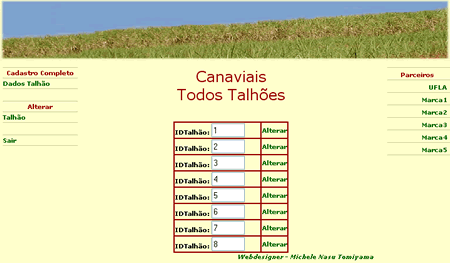 Cadastro Completo
Dados Talhão
Alterar
Talhão
Sair
Canaviais
Todos Talhões
IDTalhão: 1 Alterar
IDTalhão: 2 Alterar
IDTalhão: 3 Alterar
IDTalhão: 4 Alterar
IDTalhão: 5 Alterar
IDTalhão: 6 Alterar
IDTalhão: 7 Alterar
IDTalhão: 8 Alterar
Parceiros
UFLA
Marca1
Marca2
Marca3
Marca4
Marca5
Webdesigner - Michele Nasu Tomiyama